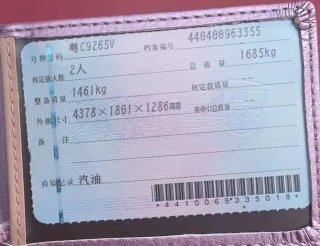 号牌号码 粤C9265V 档案编号 440400963355
核定载人数 2人 总质量 1685kg
整备质量 1461kg 核定载质量 --
外廓尺寸 4378×1801×1286mm 准牵引总质量 --
备注
检验记录 汽油
*4410065335018*